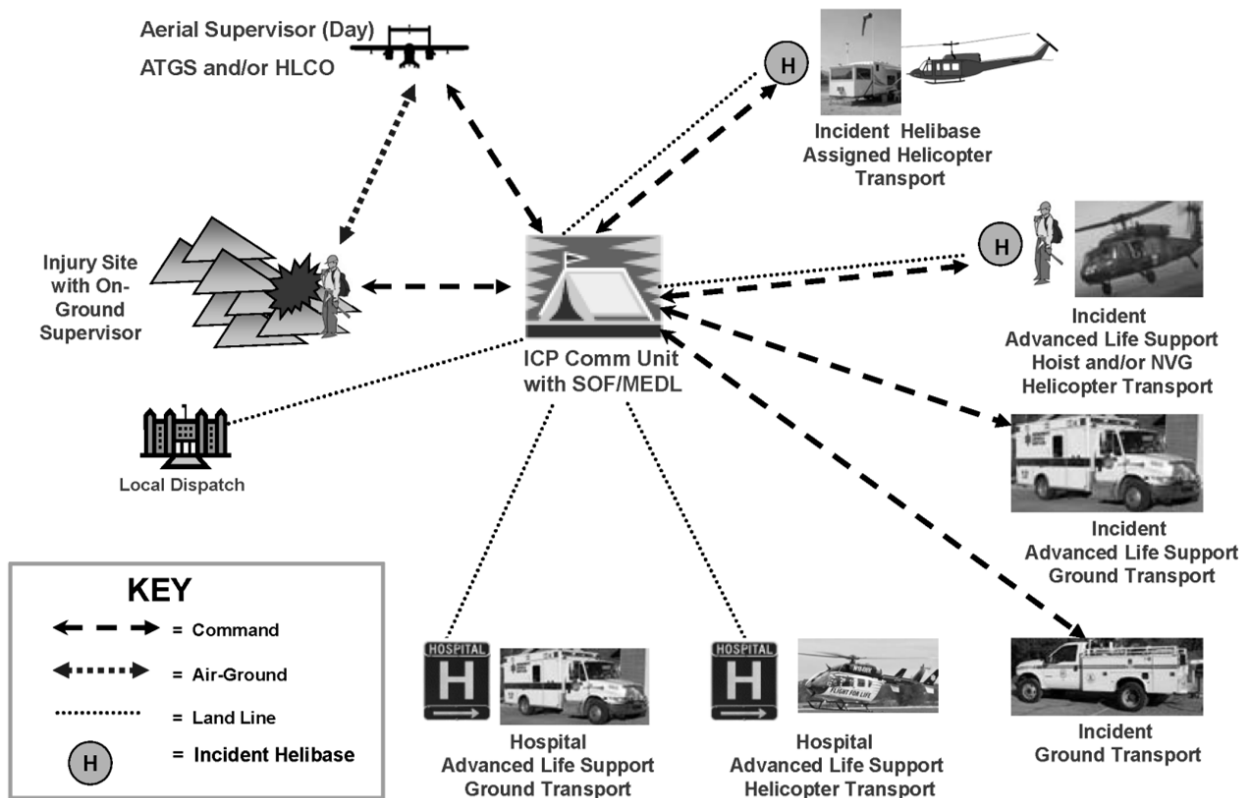 Aerial Supervisor (Day)
ATGS and/or HLCO
H
Incident Helibase
Assigned Helicopter
Transport
Injury Site
with On-
Ground
Supervisor
H
Incident
Advanced Life Support
Hoist and/or NVG
Helicopter Transport
ICP Comm Unit
with SOF/MEDL
Local Dispatch
Incident
Advanced Life Support
Ground Transport
KEY
= Command
= Air-Ground
= Land Line
H
= Incident Helibase
HOSPITAL
H
Hospital
Advanced Life Support
Ground Transport
HOSPITAL
H
FLIGHT FOR LIFE
Hospital
Advanced Life Support
Helicopter Transport
Incident
Ground Transport